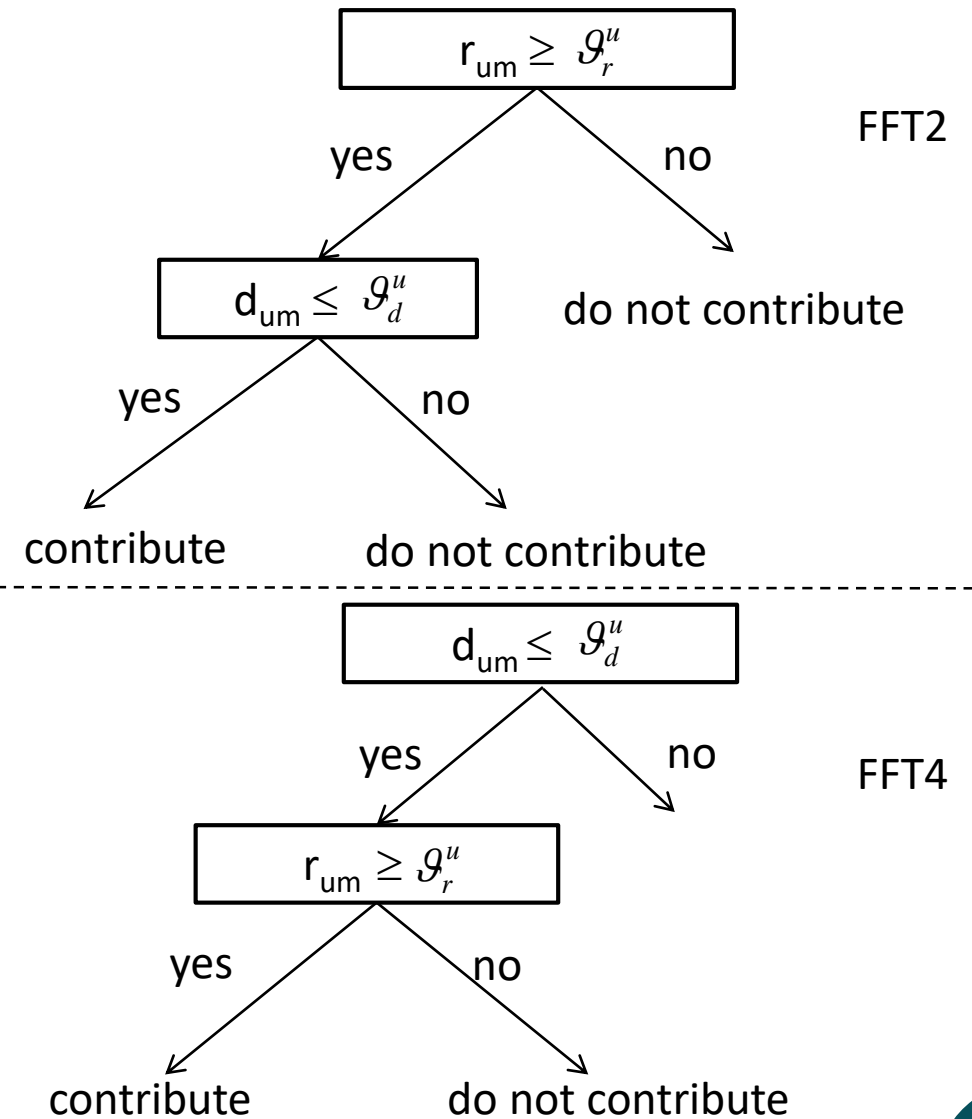 r_um ≥ ϑ_r^u
FFT2
yes
no
d_um ≤ ϑ_d^u
do not contribute
yes
no
contribute
do not contribute
d_um ≤ ϑ_d^u
yes
no
FFT4
r_um ≥ ϑ_r^u
yes
no
contribute
do not contribute